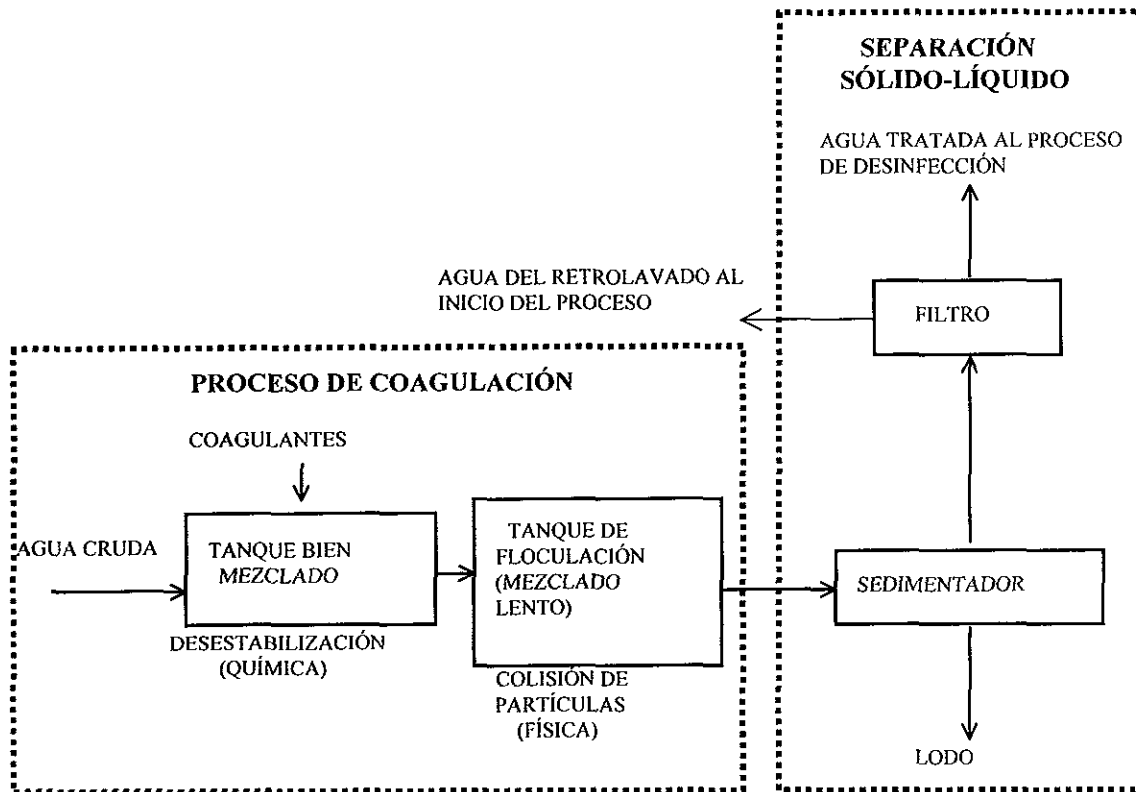 SEPARACIÓN
SÓLIDO-LÍQUIDO
AGUA TRATADA AL PROCESO
DE DESINFECCIÓN
AGUA DEL RETROLAVADO AL
INICIO DEL PROCESO
FILTRO
PROCESO DE COAGULACIÓN
COAGULANTES
AGUA CRUDA
TANQUE BIEN
MEZCLADO
DESESTABILIZACIÓN
(QUÍMICA)
TANQUE DE
FLOCULACIÓN
(MEZCLADO
LENTO)
COLISIÓN DE
PARTÍCULAS
(FÍSICA)
SEDIMENTADOR
LODO